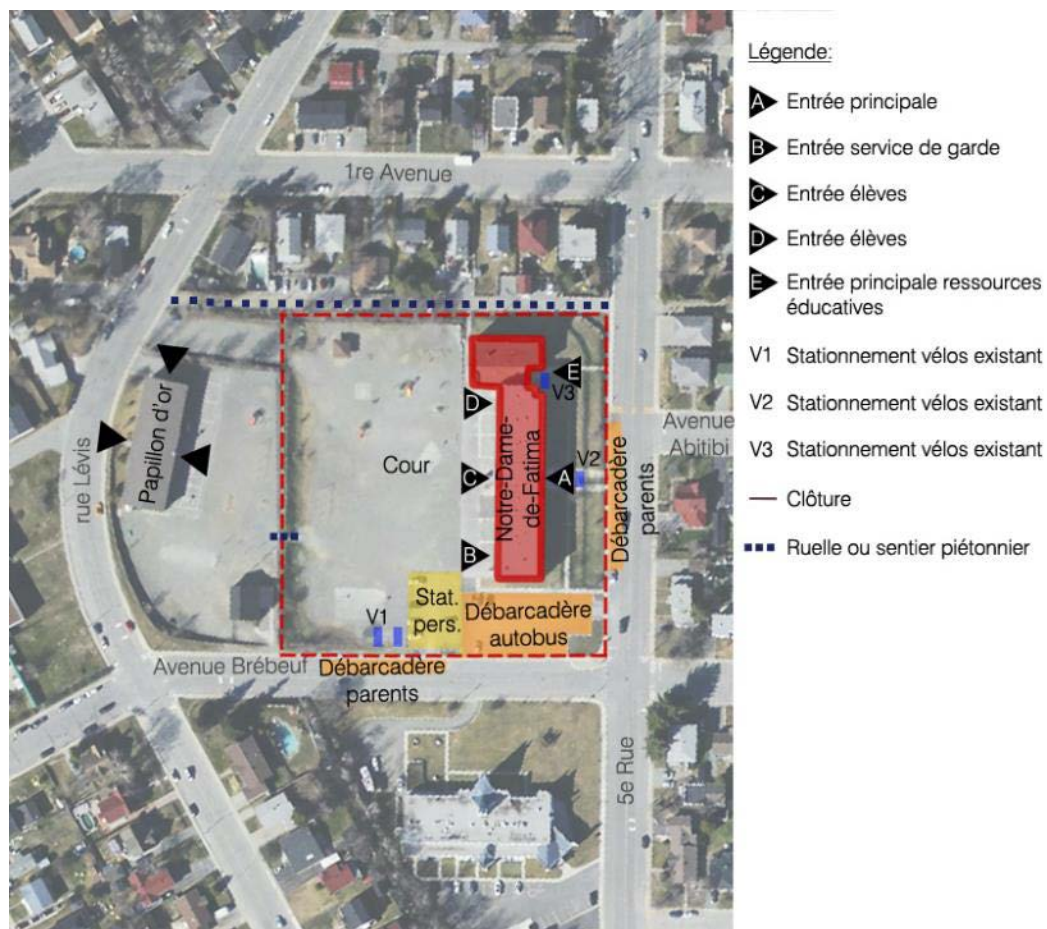 Légende:
A Entrée principale
B Entrée service de garde
C Entrée élèves
D Entrée élèves
E Entrée principale ressources
éducatives
V1 Stationnement vélos existant
V2 Stationnement vélos existant
V3 Stationnement vélos existant
Clôture
Ruelle ou sentier piétonnier
1re Avenue
rue Lévis
Papillon d'or
Cour
Notre-Dame-
de-Fatima
E
V3
D
C
A
V2
B
Avenue
Abitibi
Débarcadère
parents
Stat.
pers.
Débarcadère
autobus
V1
Avenue Brébeuf
Débarcadère
parents
5e Rue